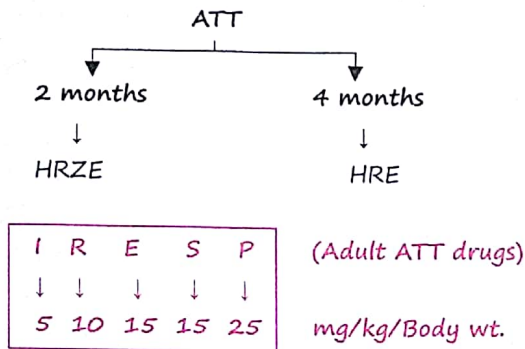 ATT
2 months 4 months
↓ ↓
HRZE HRE
I R E S P (Adult ATT drugs)
↓ ↓ ↓ ↓ ↓
5 10 15 15 25 mg/kg/Body wt.